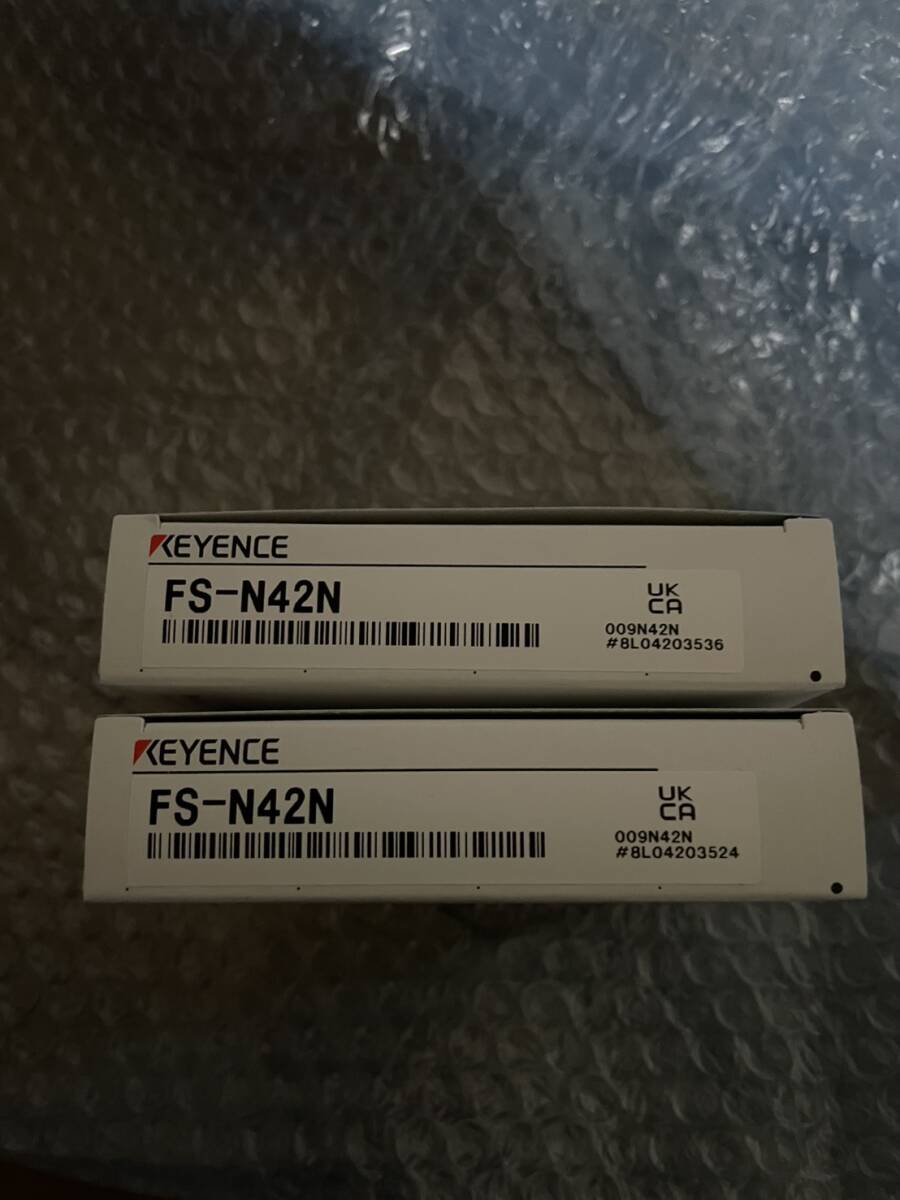 KEYENCE
FS-N42N
UK
CA
009N42N
#8L04203536
KEYENCE
FS-N42N
UK
CA
009N42N
#8L04203524